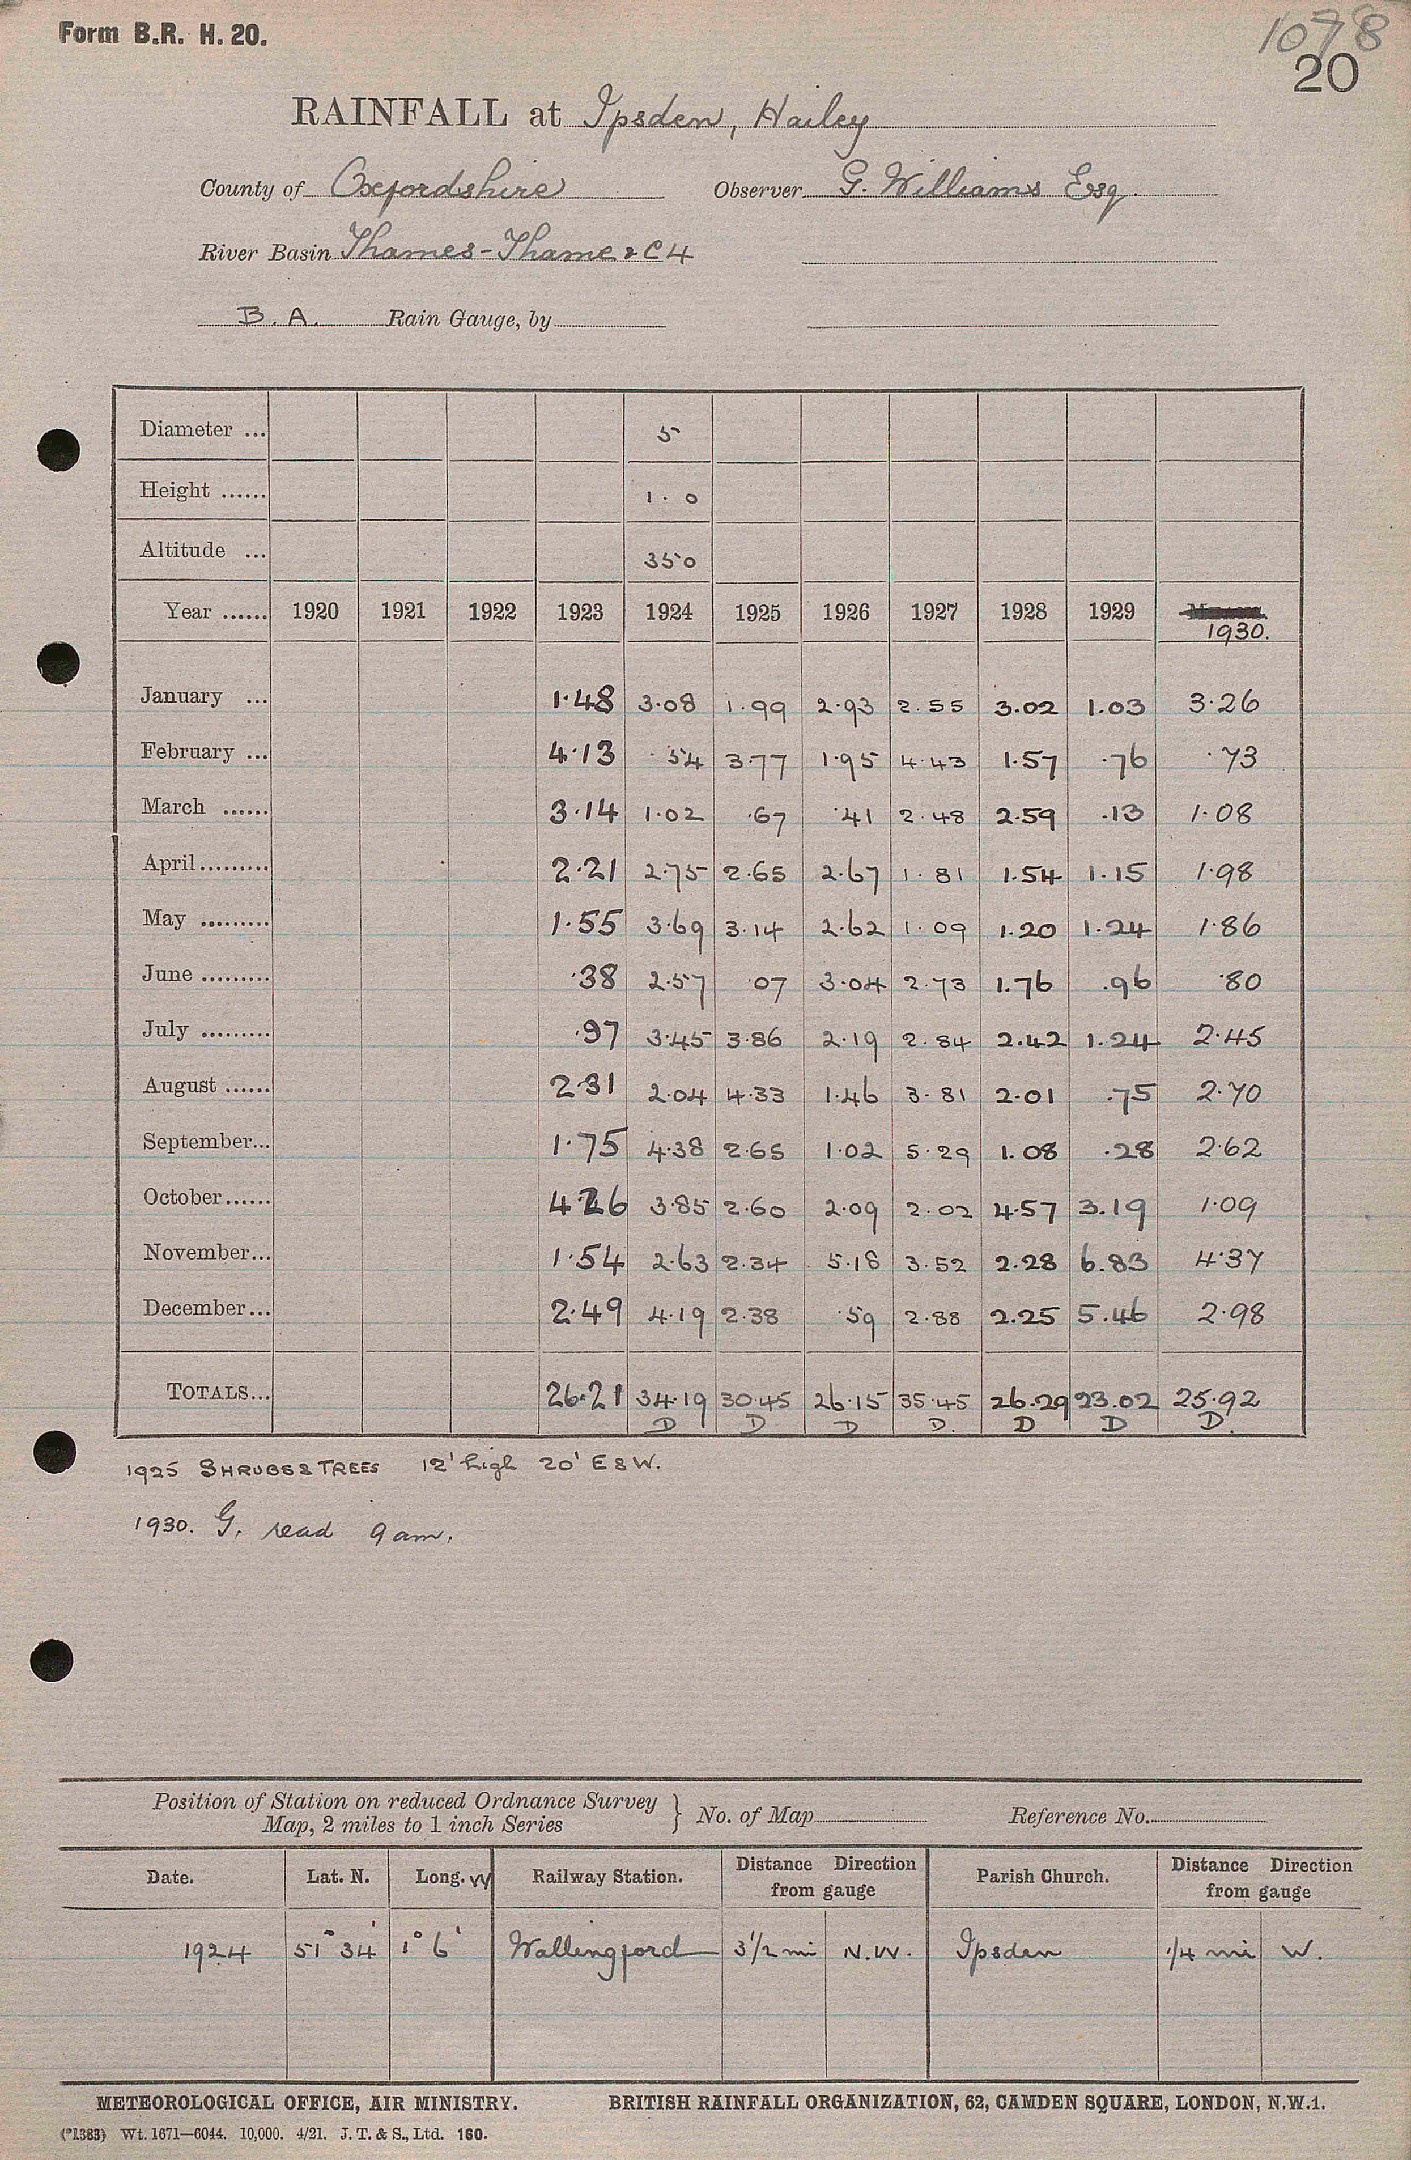 Form B.R. H. 20.
1078
20
RAINFALL at Ipsden, Hailey
County of Oxfordshire Observer G. Williams Esq.
River Basin Thames-Thame & C4
B.A. Rain Gauge, by
Diameter ... 5
Height ...... 1.0
Altitude ... 350
Year ...... 1920 1921 1922 1923 1924 1925 1926 1927 1928 1929 1930.
January ... 1.48 3.08 1.99 2.93 2.55 3.02 1.03 3.26
February ... 4.13 .54 3.77 1.95 4.43 1.57 .76 .73
March ...... 3.14 1.02 .67 .41 2.48 2.59 .13 1.08
April ......... 2.21 2.75 2.65 2.67 1.81 1.54 1.15 1.98
May ......... 1.55 3.69 3.14 2.62 1.09 1.20 1.24 1.86
June ......... .38 2.57 .07 3.04 2.73 1.76 .96 .80
July ......... .97 3.45 3.86 2.19 2.84 2.42 1.24 2.45
August ...... 2.31 2.04 4.33 1.46 3.81 2.01 .75 2.70
September... 1.75 4.38 2.65 1.02 5.29 1.08 .28 2.62
October...... 4.26 3.85 2.60 2.09 2.02 4.57 3.19 1.09
November... 1.54 2.63 2.34 5.18 3.52 2.28 6.83 4.37
December... 2.49 4.19 2.38 .59 2.88 2.25 5.46 2.98
TOTALS... 26.21 34.19 30.45 26.15 35.45 26.29 23.02 25.92
D D D D. D D D.
1925 SHRUBS & TREES 12' high 20' E & W.
1930. G. read 9 am.
Position of Station on reduced Ordnance Survey
Map, 2 miles to 1 inch Series } No. of Map Reference No.
Date. Lat. N. Long. W Railway Station. Distance Direction from gauge Parish Church. Distance Direction from gauge
1924 51° 34' 1° 6' Wallingford 3 1/2 mi N.W. Ipsden 1/4 mi W.
METEOROLOGICAL OFFICE, AIR MINISTRY. BRITISH RAINFALL ORGANIZATION, 62, CAMDEN SQUARE, LONDON, N.W.1.
(*1383) Wt. 1671—6044. 10,000. 4/21. J. T. & S., Ltd. 160.